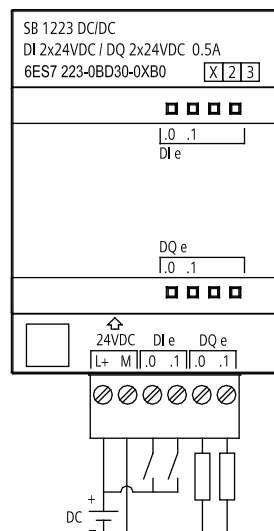 SB 1223 DC/DC
DI 2x24VDC / DQ 2x24VDC 0.5A
6ES7 223-0BD30-0XB0 X 2 3
.0 .1
DI e
DQ e
.0 .1
24VDC DI e DQ e
L+ M .0 .1 .0 .1
+
DC
–